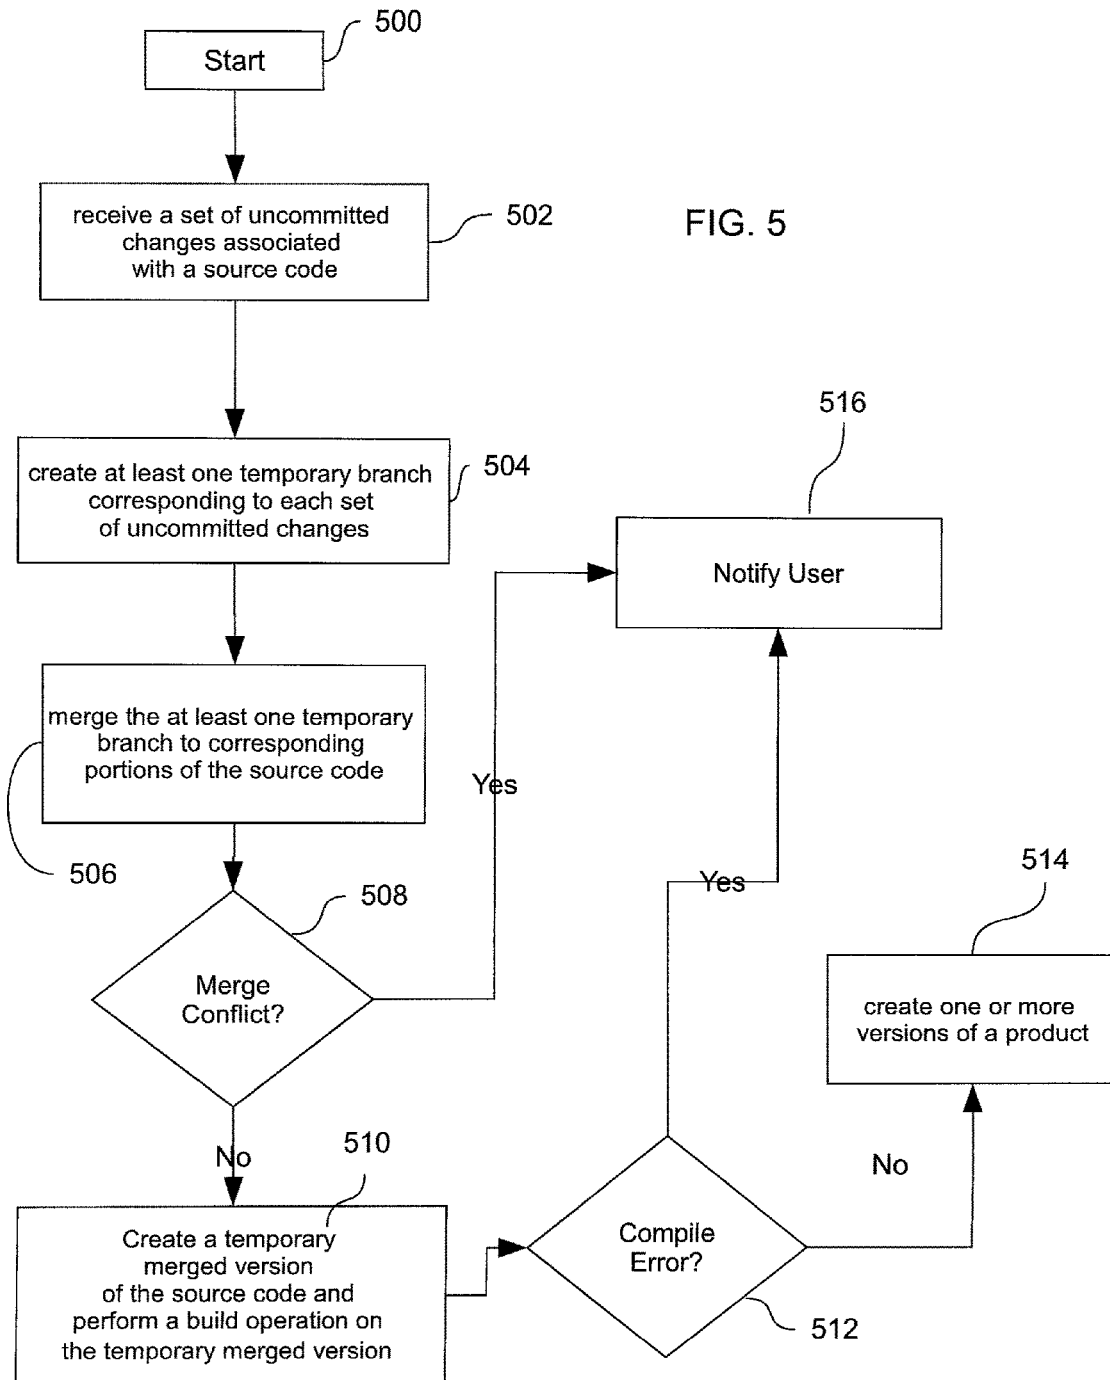 500
Start
receive a set of uncommitted
changes associated
with a source code
502
FIG. 5
create at least one temporary branch
corresponding to each set
of uncommitted changes
504
516
Notify User
merge the at least one temporary
branch to corresponding
portions of the source code
506
Yes
508
Merge
Conflict?
Yes
514
create one or more
versions of a product
No
510
Create a temporary
merged version
of the source code and
perform a build operation on
the temporary merged version
Compile
Error?
No
512